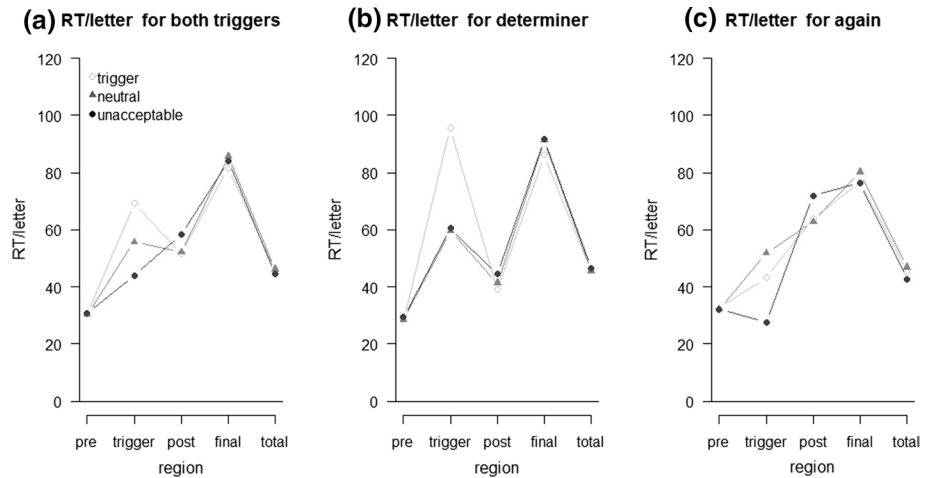 (a) RT/letter for both triggers
RT/letter
120
100
80
60
40
20
0
trigger
neutral
unacceptable
pre trigger post final total
region
(b) RT/letter for determiner
RT/letter
120
100
80
60
40
20
0
pre trigger post final total
region
(c) RT/letter for again
RT/letter
120
100
80
60
40
20
0
pre trigger post final total
region